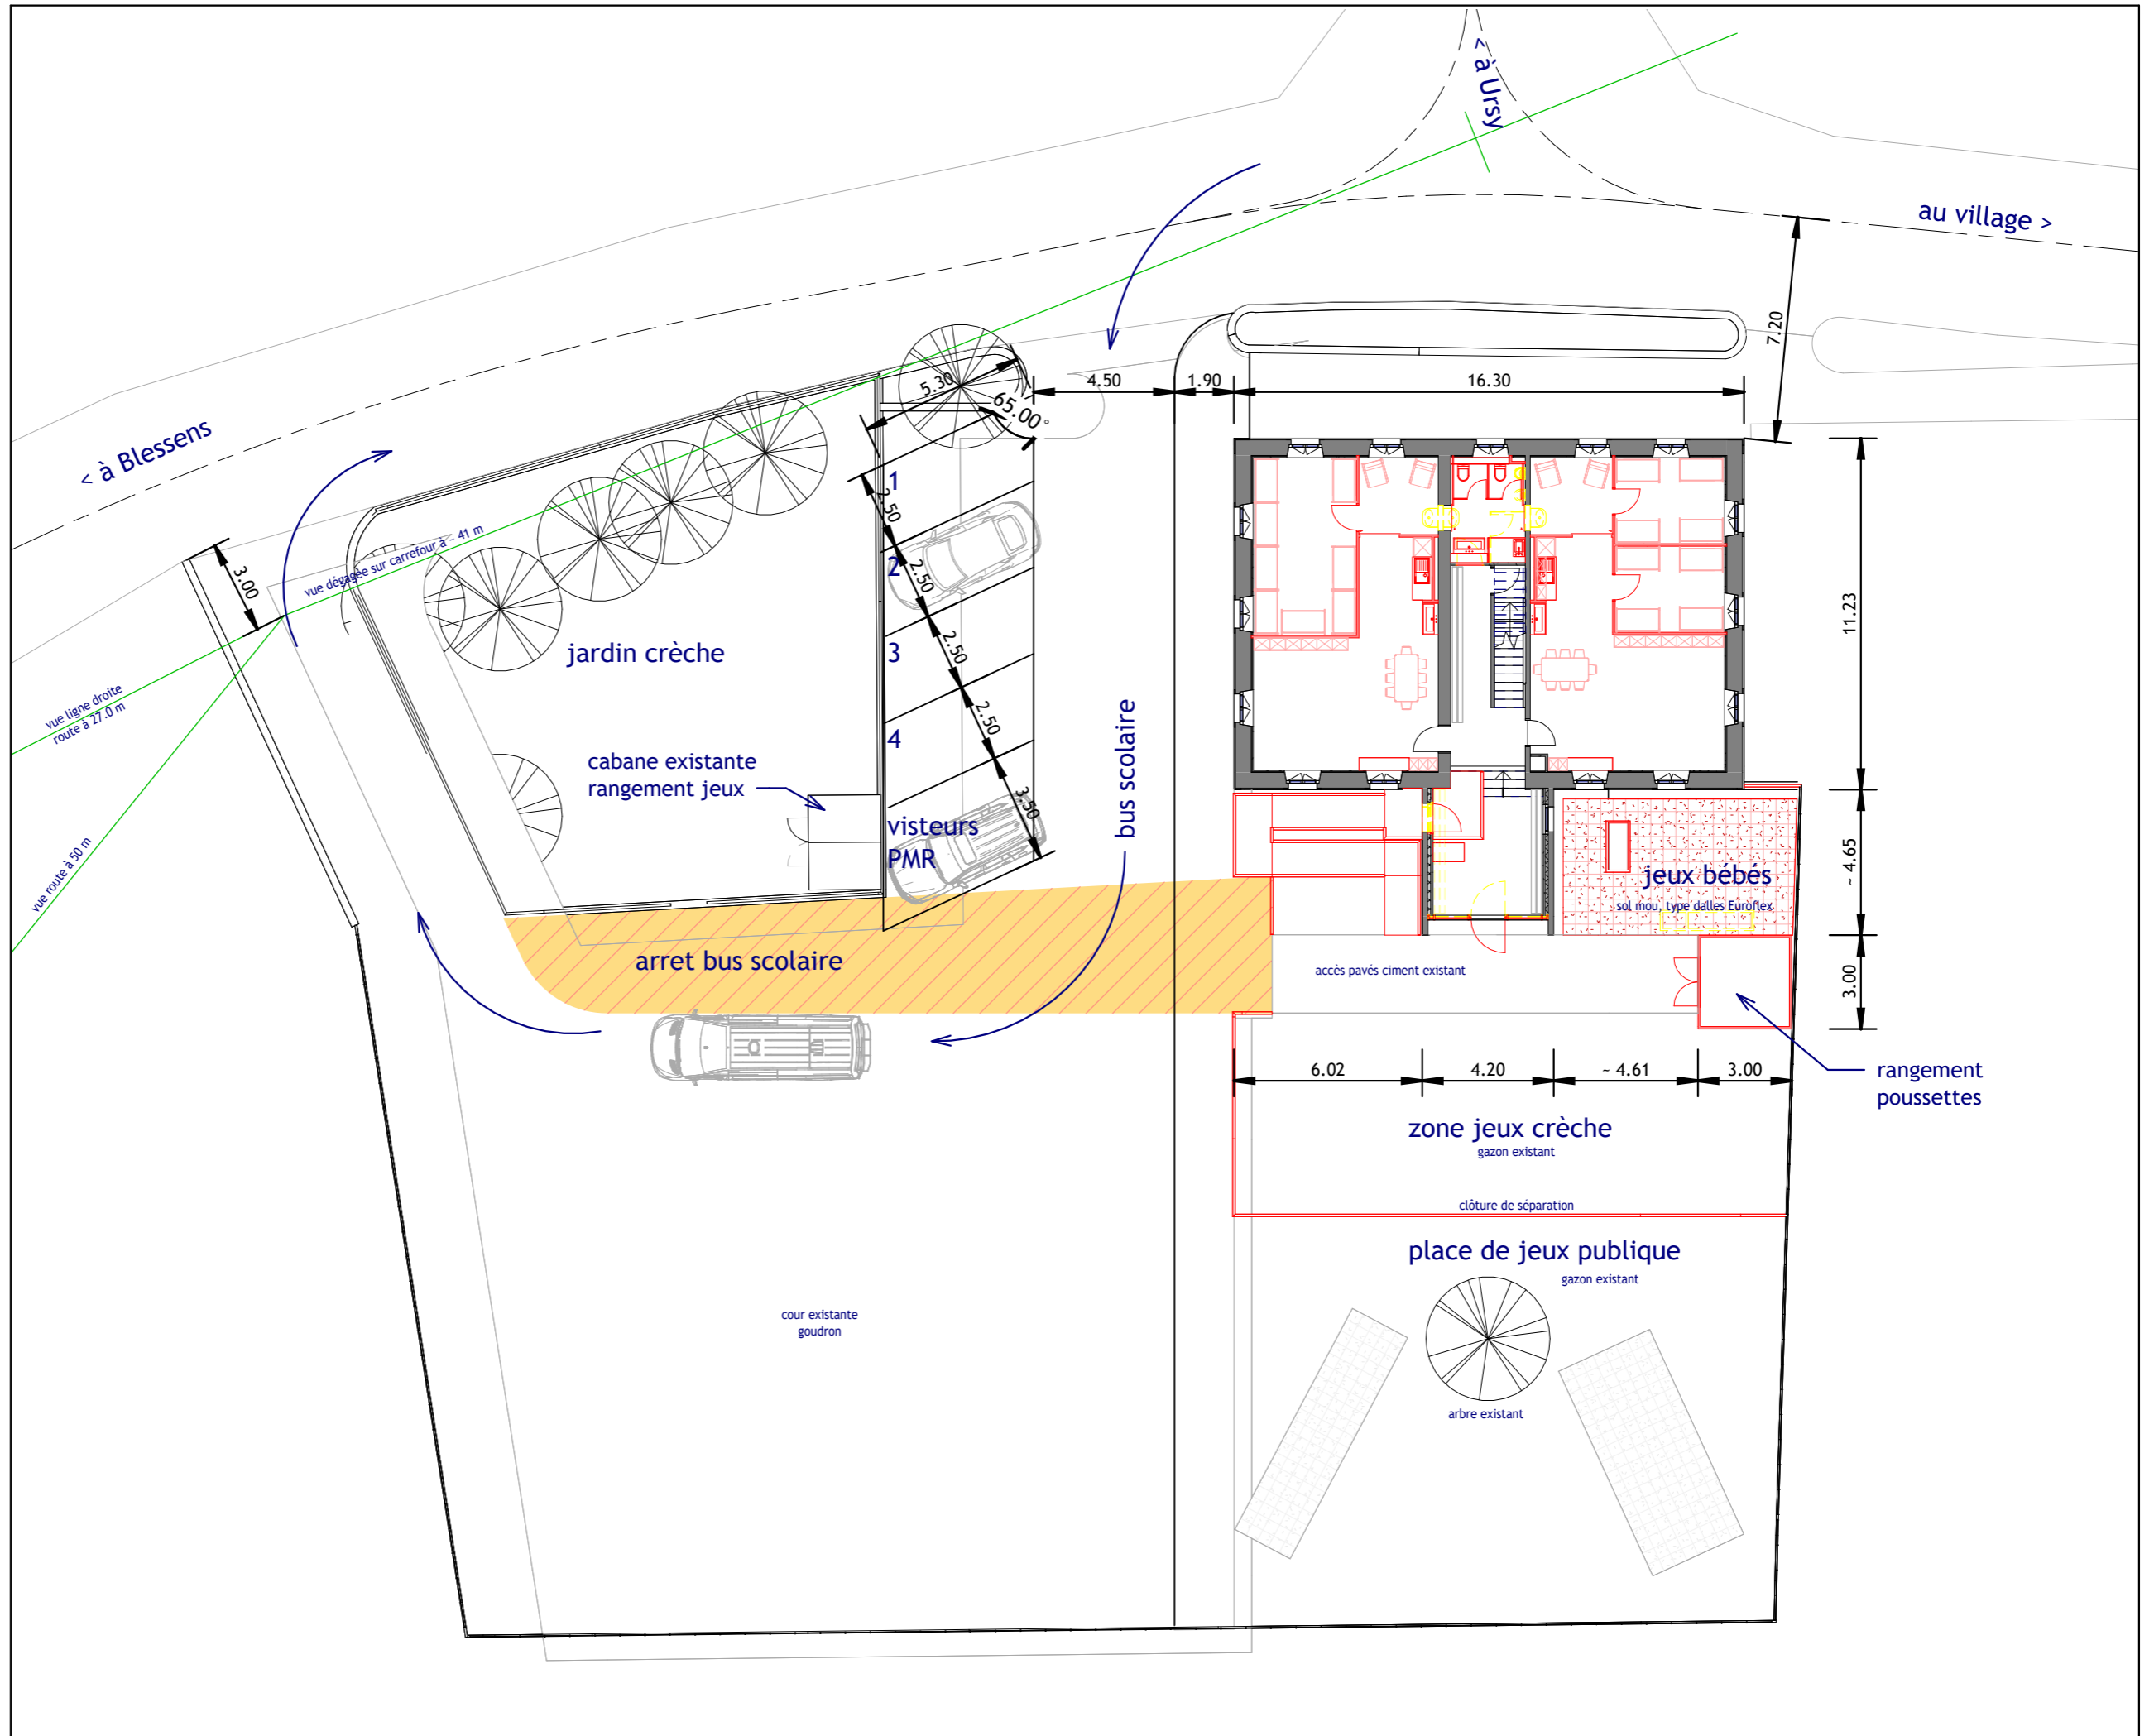 < à Ursy
au village >
7.20
< à Blessens
5.30
65.00°
4.50
1.90
16.30
3.00
vue dégagée sur carrefour à ~ 41 m
vue ligne droite
route à 27.0 m
vue route à 50 m
jardin crèche
cabane existante
rangement jeux
1
2
3
4
visteurs
PMR
2.50
2.50
2.50
2.50
3.50
bus scolaire
11.23
~ 4.65
3.00
jeux bébés
sol mou, type dalles Euroflex
arret bus scolaire
accès pavés ciment existant
6.02
4.20
~ 4.61
3.00
rangement
poussettes
zone jeux crèche
gazon existant
clôture de séparation
place de jeux publique
gazon existant
cour existante
goudron
arbre existant